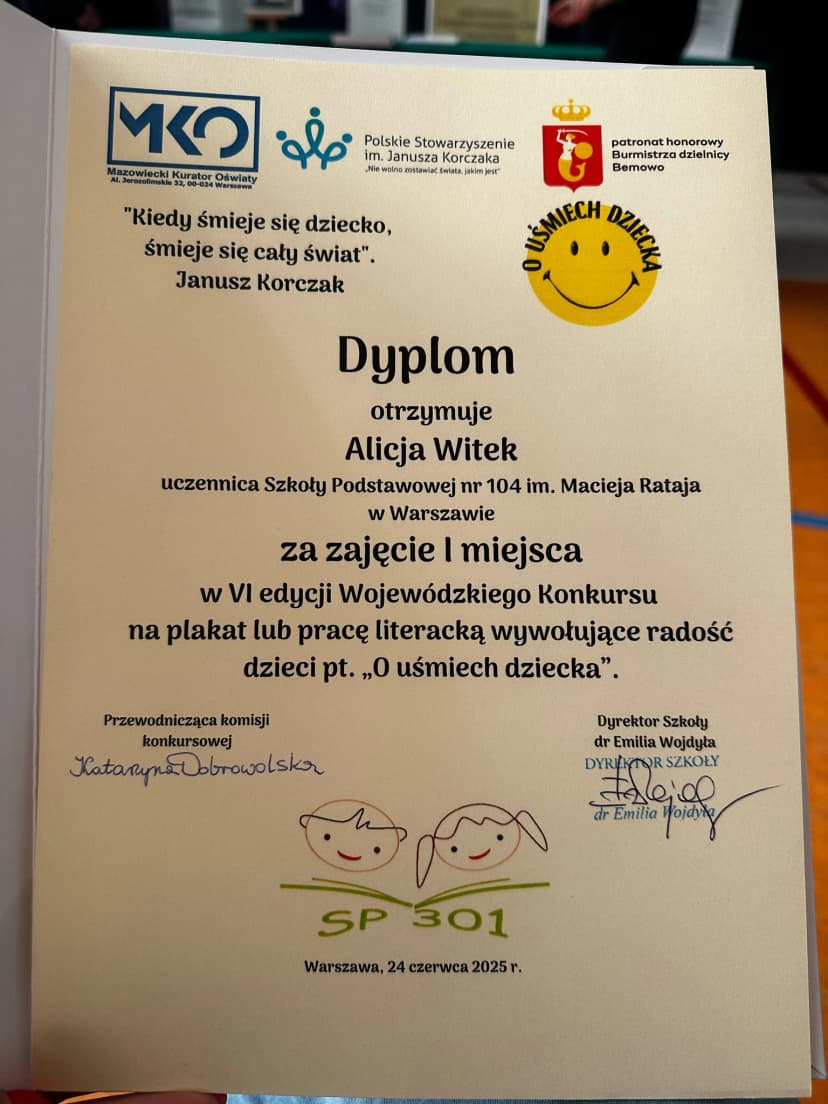 MKO
Mazowiecki Kurator Oświaty
Al. Jerozolimskie 32, 00-024 Warszawa
Polskie Stowarzyszenie
im. Janusza Korczaka
„Nie wolno zostawiać świata, jakim jest"
patronat honorowy
Burmistrza dzielnicy
Bemowo
"Kiedy śmieje się dziecko,
śmieje się cały świat".
Janusz Korczak
O UŚMIECH DZIECKA
Dyplom
otrzymuje
Alicja Witek
uczennica Szkoły Podstawowej nr 104 im. Macieja Rataja
w Warszawie
za zajęcie I miejsca
w VI edycji Wojewódzkiego Konkursu
na plakat lub pracę literacką wywołujące radość
dzieci pt. „O uśmiech dziecka”.
Przewodnicząca komisji
konkursowej
Katarzyna Dobrowolska
Dyrektor Szkoły
dr Emilia Wojdyła
DYREKTOR SZKOŁY
dr Emilia Wojdyła
SP 301
Warszawa, 24 czerwca 2025 r.